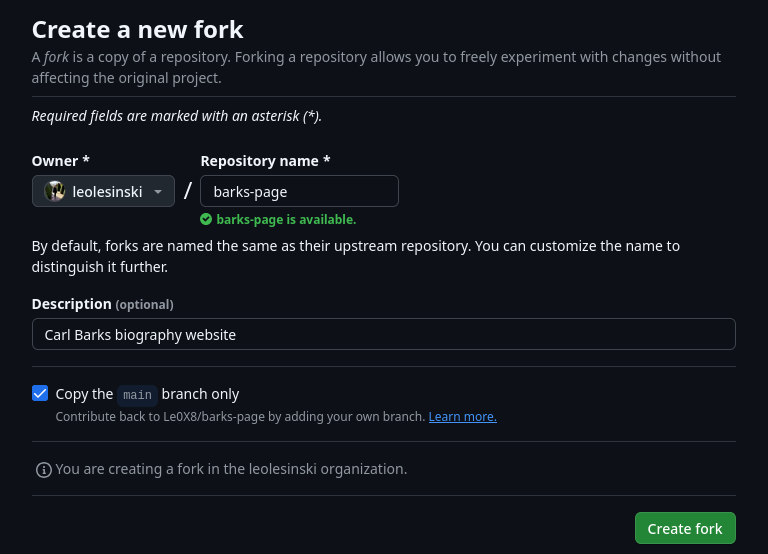 Create a new fork
A fork is a copy of a repository. Forking a repository allows you to freely experiment with changes without
affecting the original project.
Required fields are marked with an asterisk (*).
Owner * Repository name *
leolesinski / barks-page
barks-page is available.
By default, forks are named the same as their upstream repository. You can customize the name to
distinguish it further.
Description (optional)
Carl Barks biography website
Copy the main branch only
Contribute back to Le0X8/barks-page by adding your own branch. Learn more.
You are creating a fork in the leolesinski organization.
Create fork